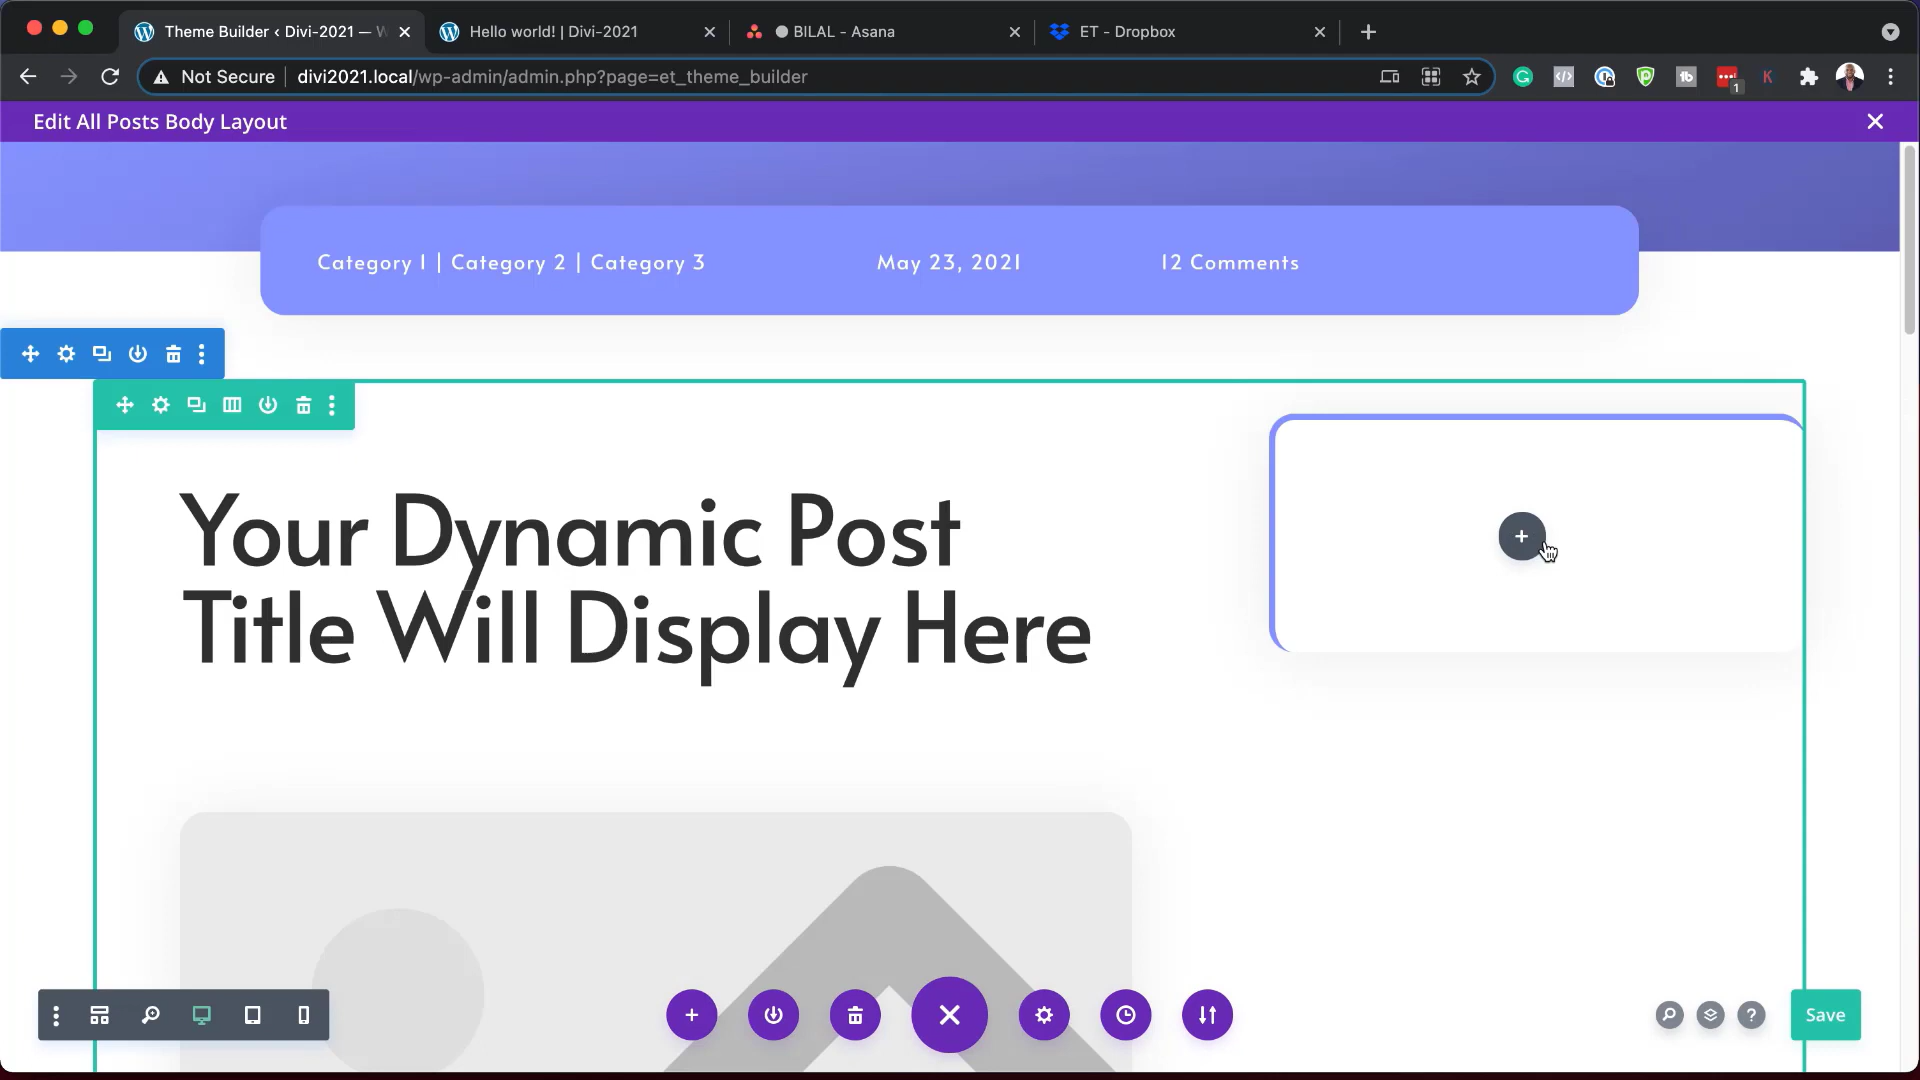 Theme Builder ‹ Divi-2021 — W
Hello world! | Divi-2021
BILAL - Asana
ET - Dropbox
Not Secure
divi2021.local/wp-admin/admin.php?page=et_theme_builder
1
Edit All Posts Body Layout
Category 1 | Category 2 | Category 3
May 23, 2021
12 Comments
Your Dynamic Post
Title Will Display Here
Save